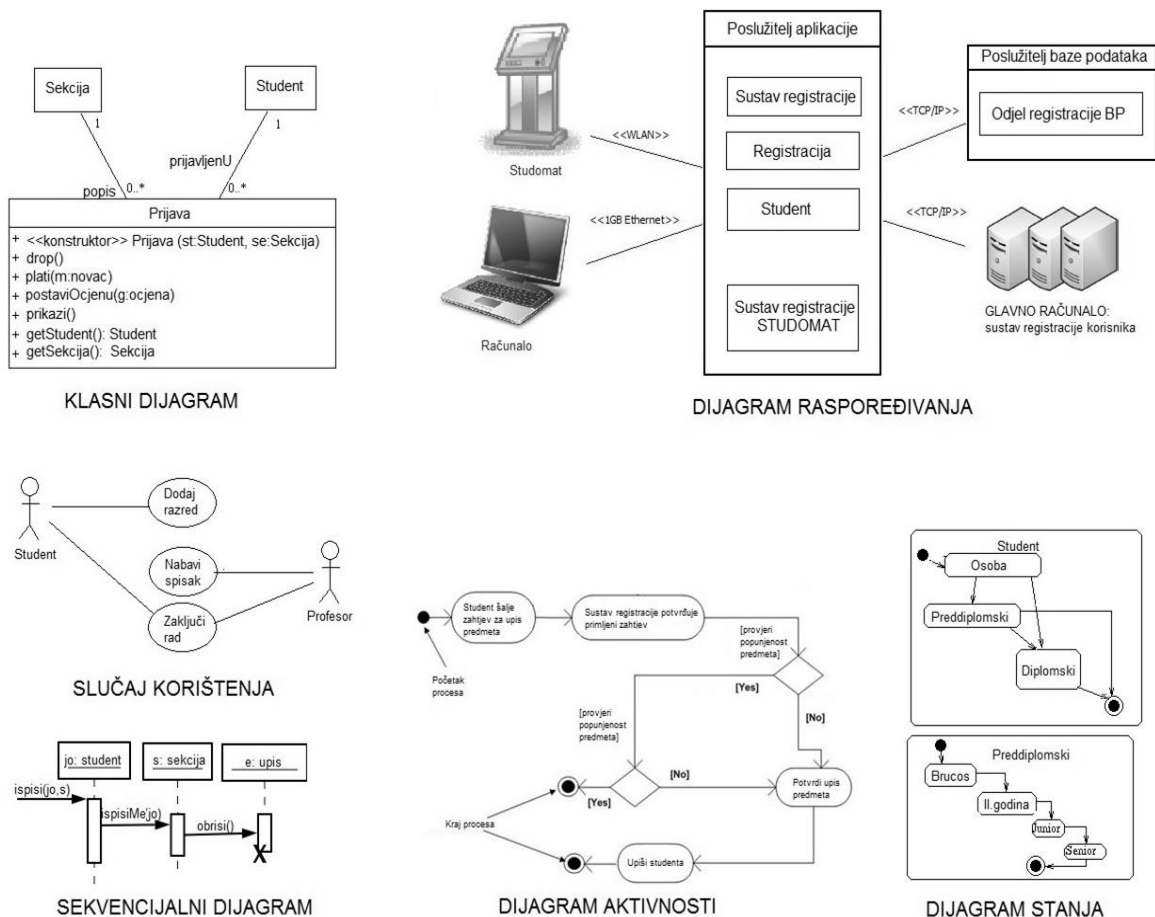 Sekcija
Student
1
1
prijavljenU
popis
0..*
0..*
Prijava
+ <<konstruktor>> Prijava (st:Student, se:Sekcija)
+ drop()
+ plati(m:novac)
+ postaviOcjenu(g:ocjena)
+ prikazi()
+ getStudent(): Student
+ getSekcija(): Sekcija
KLASNI DIJAGRAM
Studomat
<<WLAN>>
Računalo
<<1GB Ethernet>>
Poslužitelj aplikacije
Sustav registracije
Registracija
Student
Sustav registracije
STUDOMAT
<<TCP/IP>>
Poslužitelj baze podataka
Odjel registracije BP
<<TCP/IP>>
GLAVNO RAČUNALO:
sustav registracije korisnika
DIJAGRAM RASPOREĐIVANJA
Student
Dodaj
razred
Nabavi
spisak
Zaključi
rad
Profesor
SLUČAJ KORIŠTENJA
jo: student
s: sekcija
e: upis
ispisi(jo,s)
ispisiMe'jo)
obrisi()
X
SEKVENCIJALNI DIJAGRAM
Student šalje
zahtjev za upis
predmeta
Sustav registracije potvrđuje
primljeni zahtjev
Početak
procesa
[provjeri
popunjenost
predmeta]
[Yes]
[No]
[provjeri
popunjenost
predmeta]
[No]
[Yes]
Potvrdi upis
predmeta
Kraj procesa
Upiši studenta
DIJAGRAM AKTIVNOSTI
Student
Osoba
Preddiplomski
Diplomski
Preddiplomski
Brucos
II.godina
Junior
Senior
DIJAGRAM STANJA